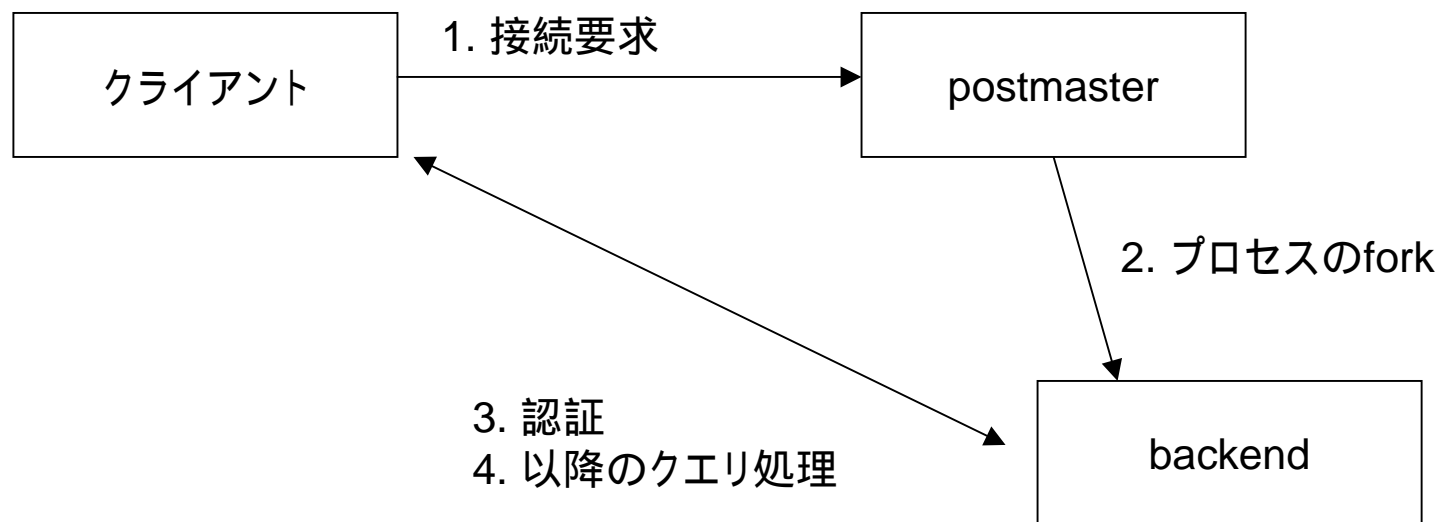 1. 接続要求
クライアント
postmaster
2. プロセスのfork
3. 認証
4. 以降のクエリ処理
backend